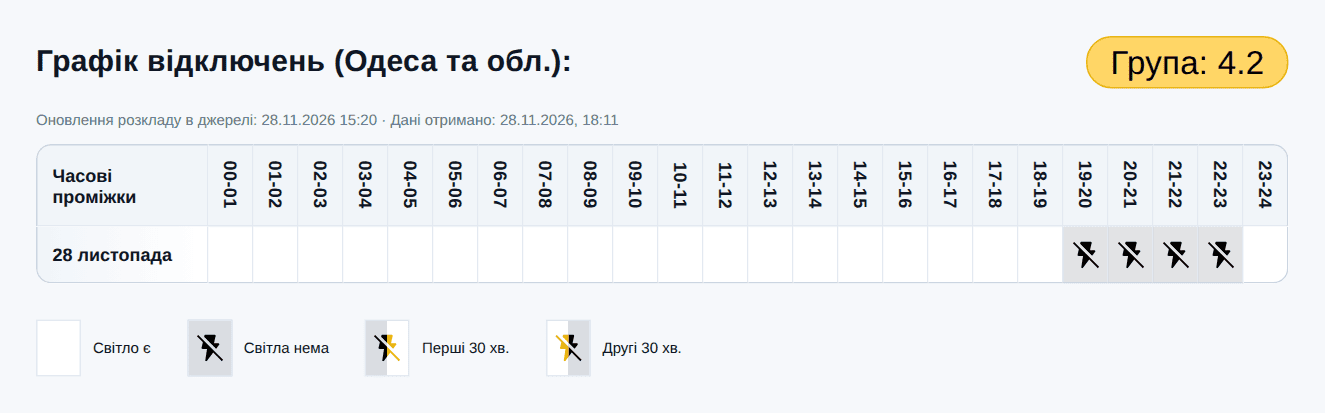 Графік відключень (Одеса та обл.):
Група: 4.2
Оновлення розкладу в джерелі: 28.11.2026 15:20 · Дані отримано: 28.11.2026, 18:11
Часові
проміжки
00-01
01-02
02-03
03-04
04-05
05-06
06-07
07-08
08-09
09-10
10-11
11-12
12-13
13-14
14-15
15-16
16-17
17-18
18-19
19-20
20-21
21-22
22-23
23-24
28 листопада
Світло є
Світла нема
Перші 30 хв.
Другі 30 хв.